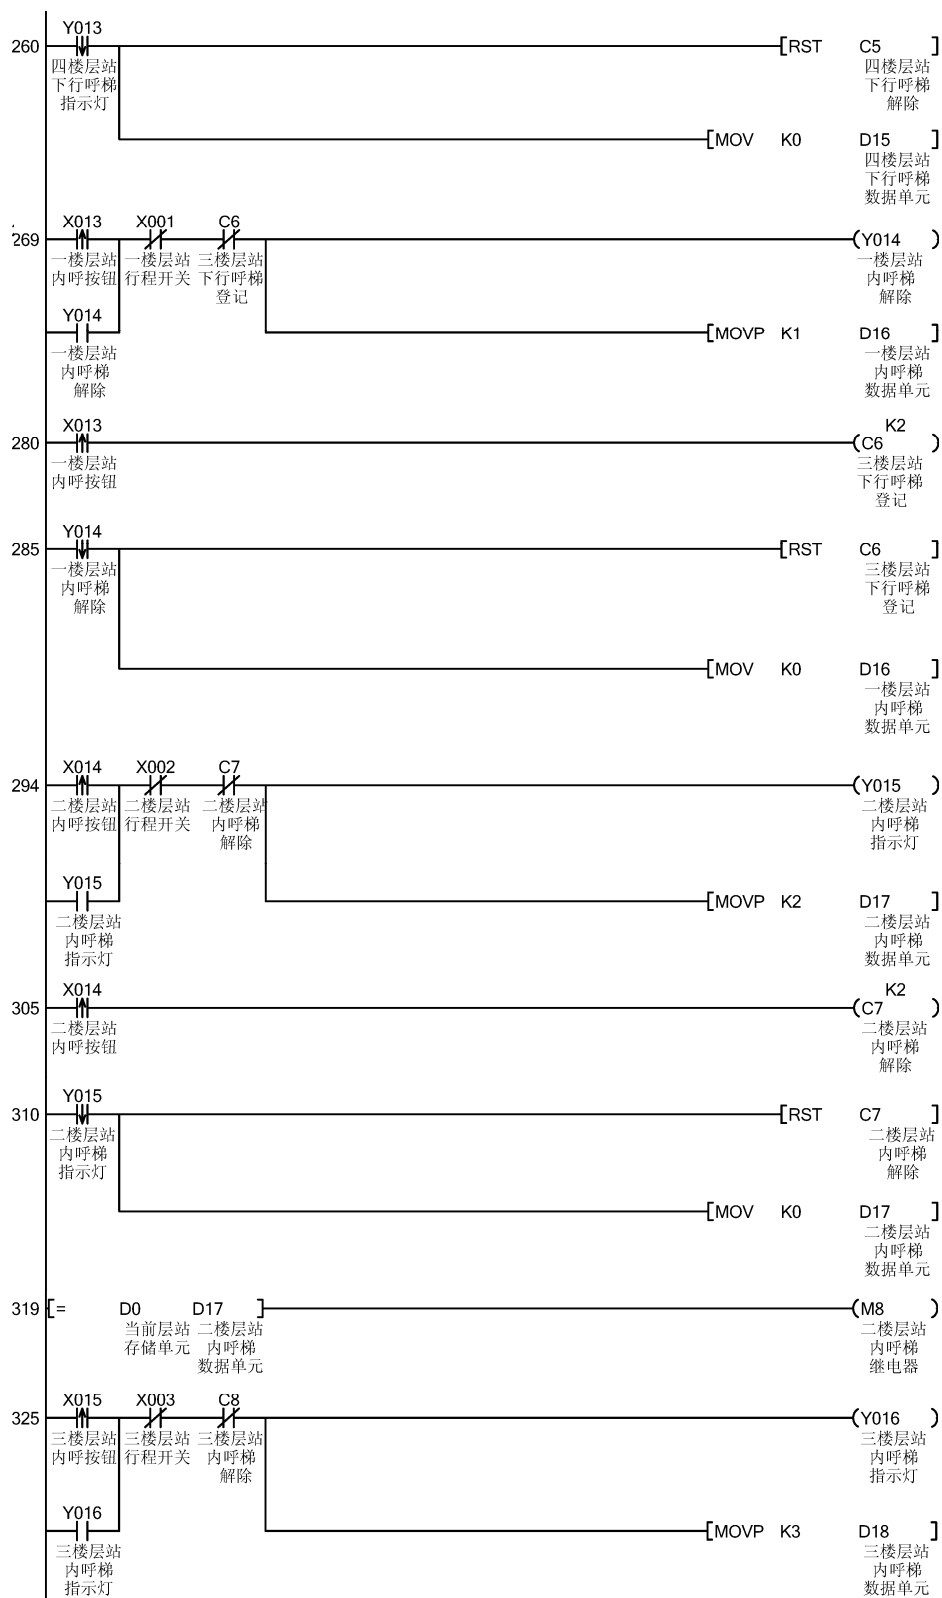 Y013
260
[RST C5 ]
四楼层站 四楼层站
下行呼梯 下行呼梯
指示灯 解除
[MOV K0 D15 ]
四楼层站
下行呼梯
数据单元
X013 X001 C6
269 (Y014 )
一楼层站 一楼层站 三楼层站 一楼层站
内呼按钮 行程开关 下行呼梯 内呼梯
登记 解除
Y014
[MOVP K1 D16 ]
一楼层站 一楼层站
内呼梯 内呼梯
解除 数据单元
X013 K2
280 (C6 )
一楼层站 三楼层站
内呼按钮 下行呼梯
登记
Y014
285 [RST C6 ]
一楼层站 三楼层站
内呼梯 下行呼梯
解除 登记
[MOV K0 D16 ]
一楼层站
内呼梯
数据单元
X014 X002 C7
294 (Y015 )
二楼层站 二楼层站 二楼层站 二楼层站
内呼按钮 行程开关 内呼梯 内呼梯
解除 指示灯
Y015
[MOVP K2 D17 ]
二楼层站 二楼层站
内呼梯 内呼梯
指示灯 数据单元
X014 K2
305 (C7 )
二楼层站 二楼层站
内呼按钮 内呼梯
解除
Y015
310 [RST C7 ]
二楼层站 二楼层站
内呼梯 内呼梯
指示灯 解除
[MOV K0 D17 ]
二楼层站
内呼梯
数据单元
319 [= D0 D17 ] (M8 )
当前层站 二楼层站 二楼层站
存储单元 内呼梯 内呼梯
数据单元 继电器
X015 X003 C8
325 (Y016 )
三楼层站 三楼层站 三楼层站 三楼层站
内呼按钮 行程开关 内呼梯 内呼梯
解除 指示灯
Y016
[MOVP K3 D18 ]
三楼层站 三楼层站
内呼梯 内呼梯
指示灯 数据单元